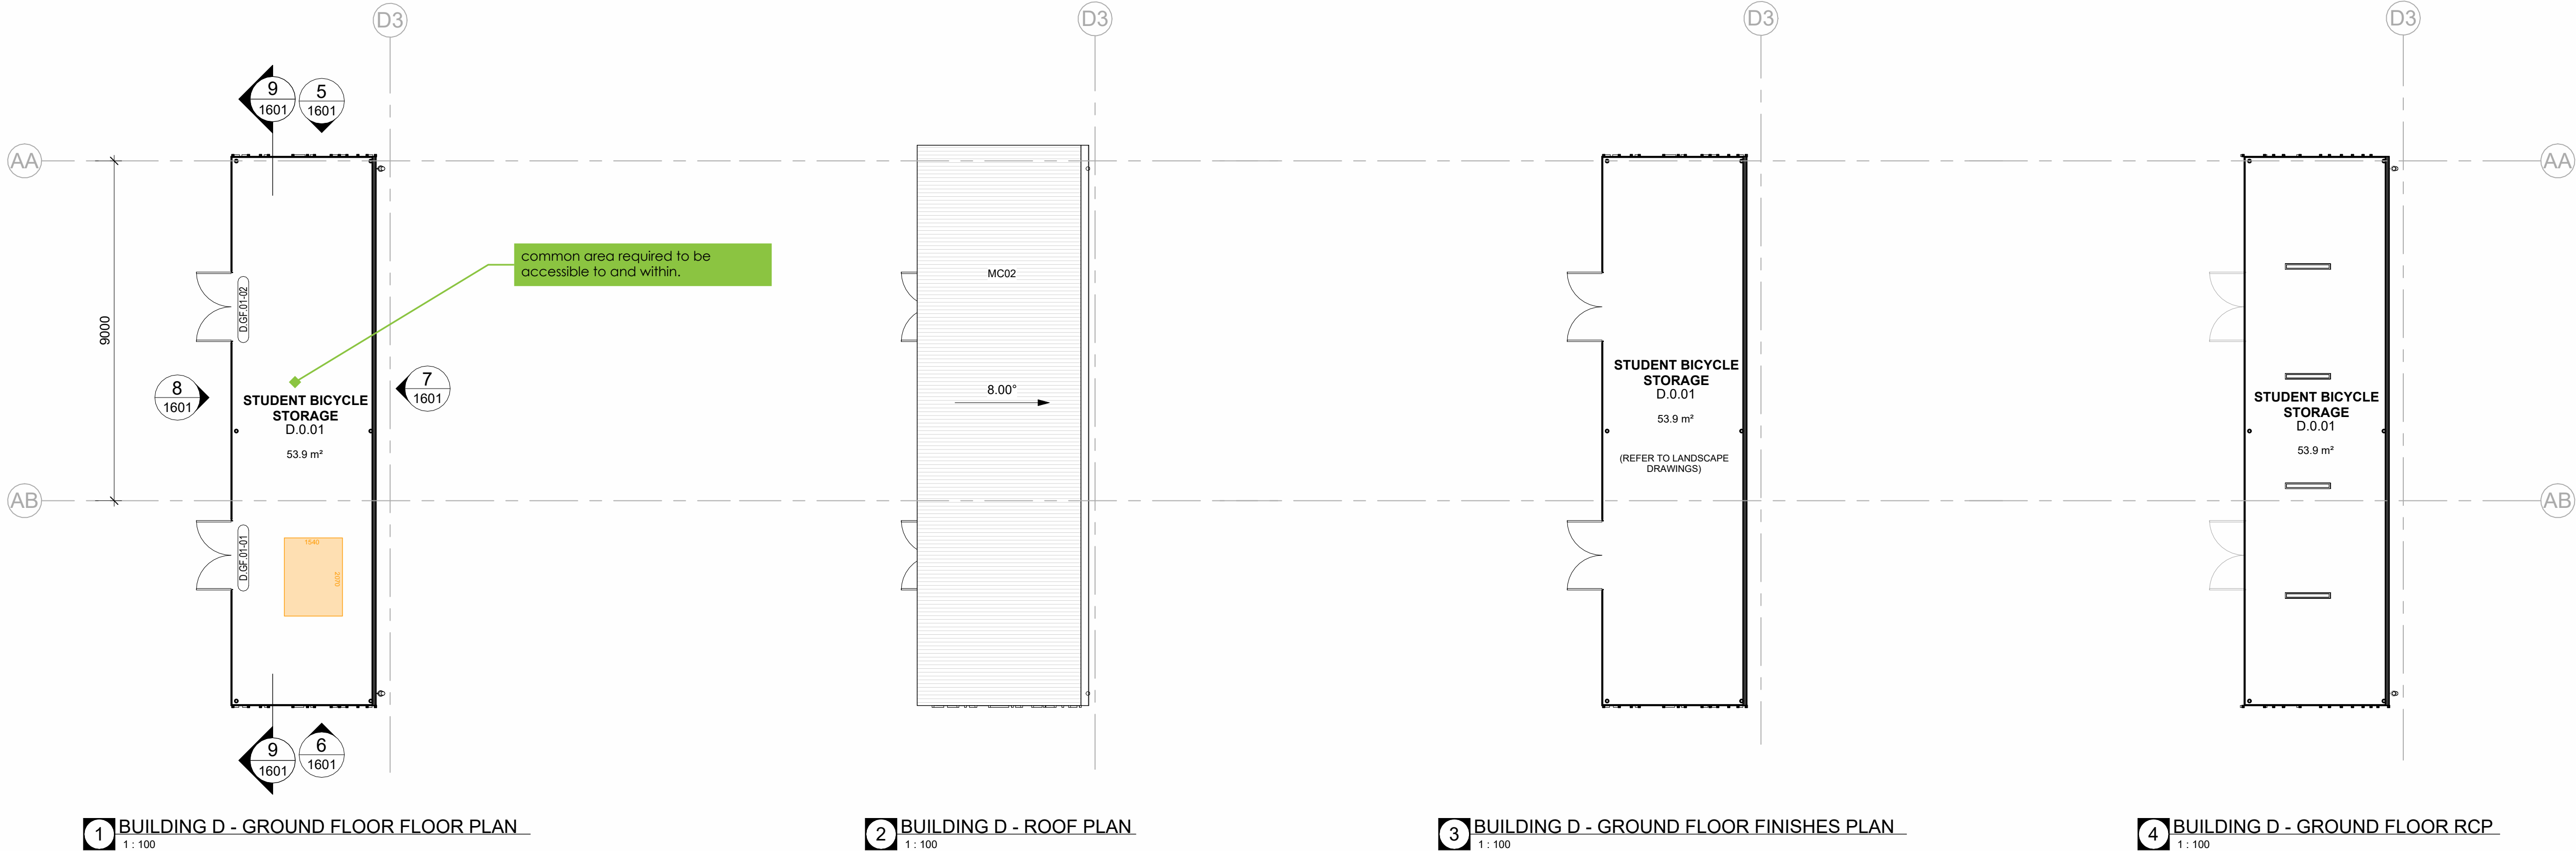 D3
D3
D3
D3
9
1601
5
1601
AA
AA
common area required to be
accessible to and within.
D.GF.01-02
9000
MC02
8
1601
7
1601
STUDENT BICYCLE
STORAGE
D.0.01
53.9 m²
8.00°
STUDENT BICYCLE
STORAGE
D.0.01
53.9 m²
(REFER TO LANDSCAPE
DRAWINGS)
STUDENT BICYCLE
STORAGE
D.0.01
53.9 m²
AB
AB
D.GF.01-01
1540
2070
9
1601
6
1601
1 BUILDING D - GROUND FLOOR FLOOR PLAN
1 : 100
2 BUILDING D - ROOF PLAN
1 : 100
3 BUILDING D - GROUND FLOOR FINISHES PLAN
1 : 100
4 BUILDING D - GROUND FLOOR RCP
1 : 100